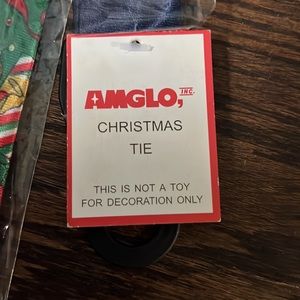 AMGLO, INC.
CHRISTMAS
TIE
THIS IS NOT A TOY
FOR DECORATION ONLY